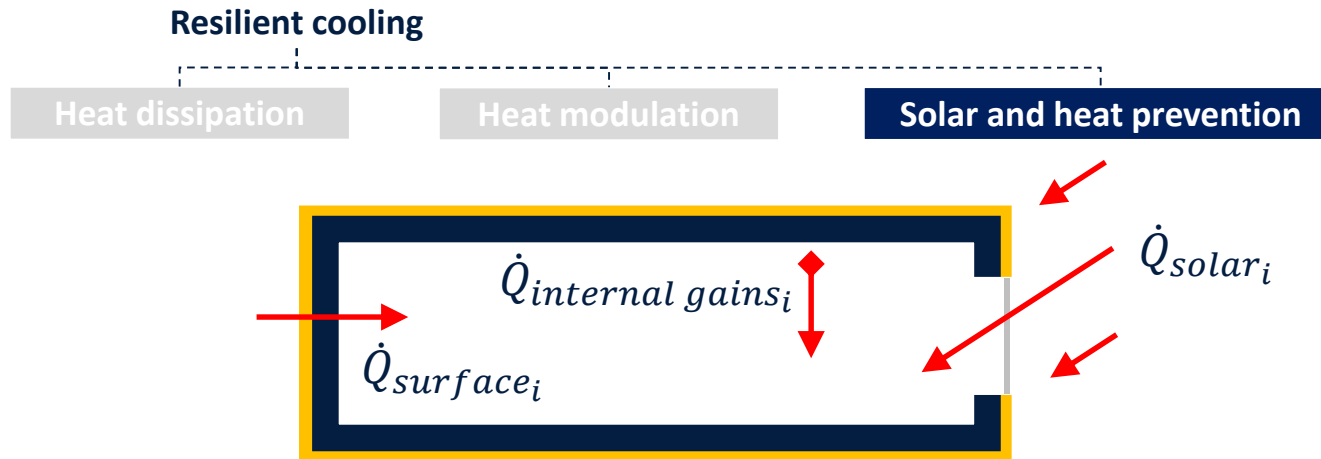 Resilient cooling
Heat dissipation
Heat modulation
Solar and heat prevention
Q̇internal gainsᵢ
Q̇solarᵢ
Q̇surfaceᵢ